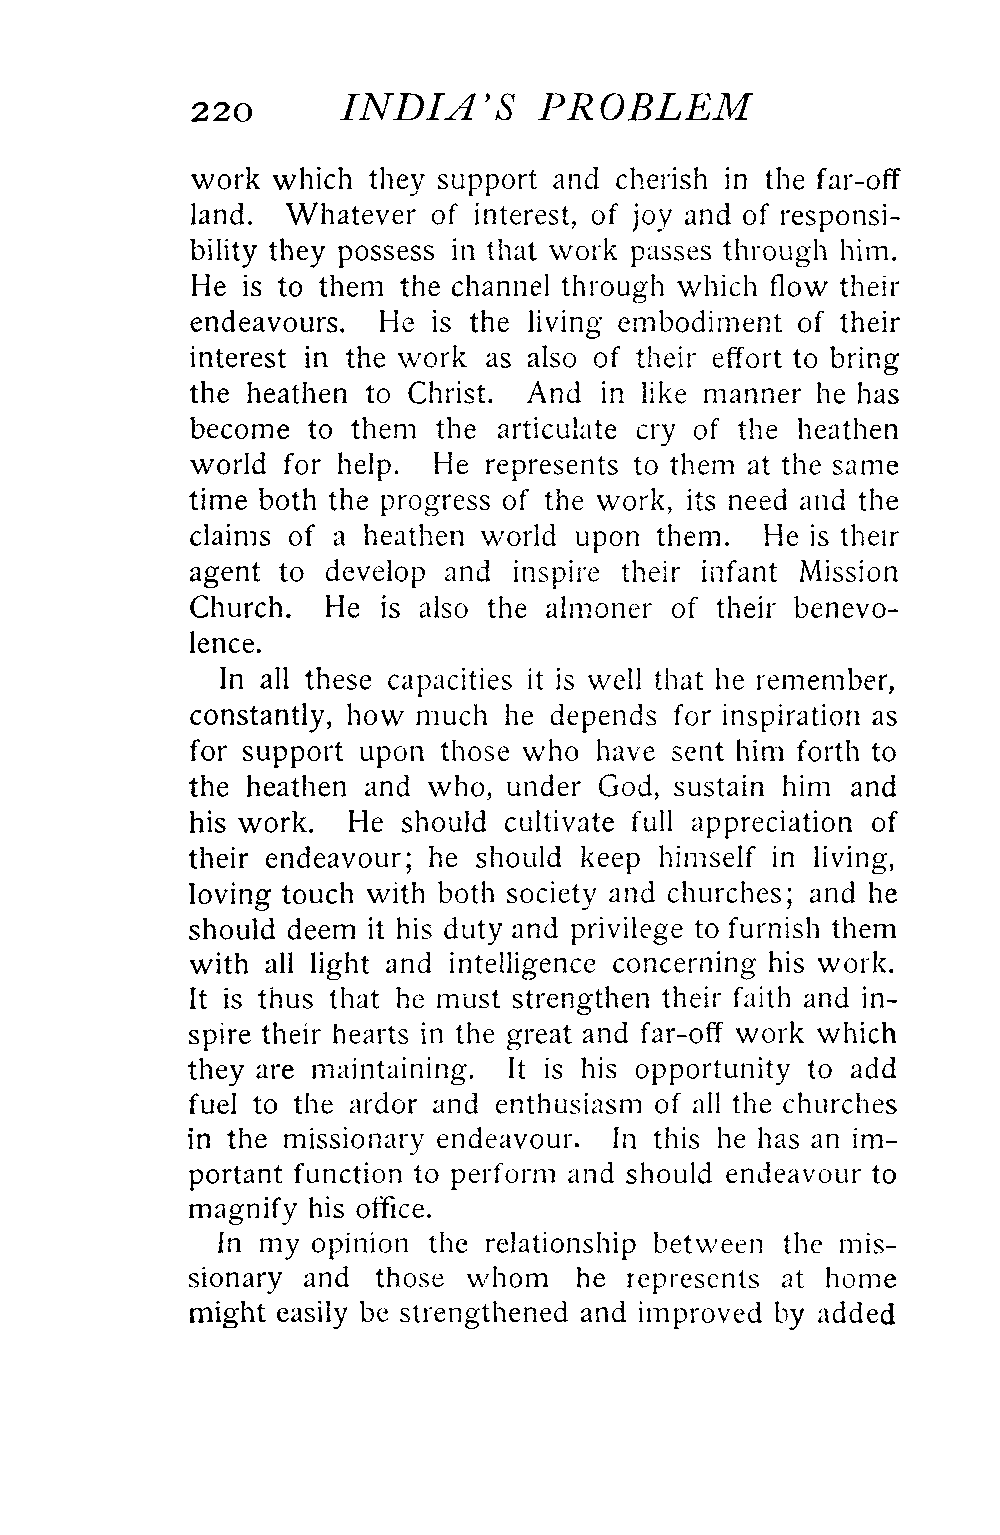 220 INDIA'S PROBLEM
work which they support and cherish in the far-off
land. Whatever of interest, of joy and of responsi-
bility they possess in that work passes through him.
He is to them the channel through which flow their
endeavours. He is the living embodiment of their
interest in the work as also of their effort to bring
the heathen to Christ. And in like manner he has
become to them the articulate cry of the heathen
world for help. He represents to them at the same
time both the progress of the work, its need and the
claims of a heathen world upon them. He is their
agent to develop and inspire their infant Mission
Church. He is also the almoner of their benevo-
lence.
In all these capacities it is well that he remember,
constantly, how much he depends for inspiration as
for support upon those who have sent him forth to
the heathen and who, under God, sustain him and
his work. He should cultivate full appreciation of
their endeavour; he should keep himself in living,
loving touch with both society and churches; and he
should deem it his duty and privilege to furnish them
with all light and intelligence concerning his work.
It is thus that he must strengthen their faith and in-
spire their hearts in the great and far-off work which
they are maintaining. It is his opportunity to add
fuel to the ardor and enthusiasm of all the churches
in the missionary endeavour. In this he has an im-
portant function to perform and should endeavour to
magnify his office.
In my opinion the relationship between the mis-
sionary and those whom he represents at home
might easily be strengthened and improved by added